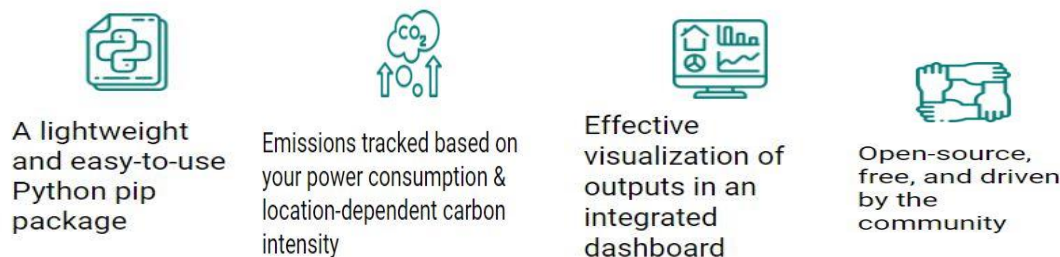 CO₂
A lightweight
and easy-to-use
Python pip
package
Emissions tracked based on
your power consumption &
location-dependent carbon
intensity
Effective
visualization of
outputs in an
integrated
dashboard
Open-source,
free, and driven
by the
community